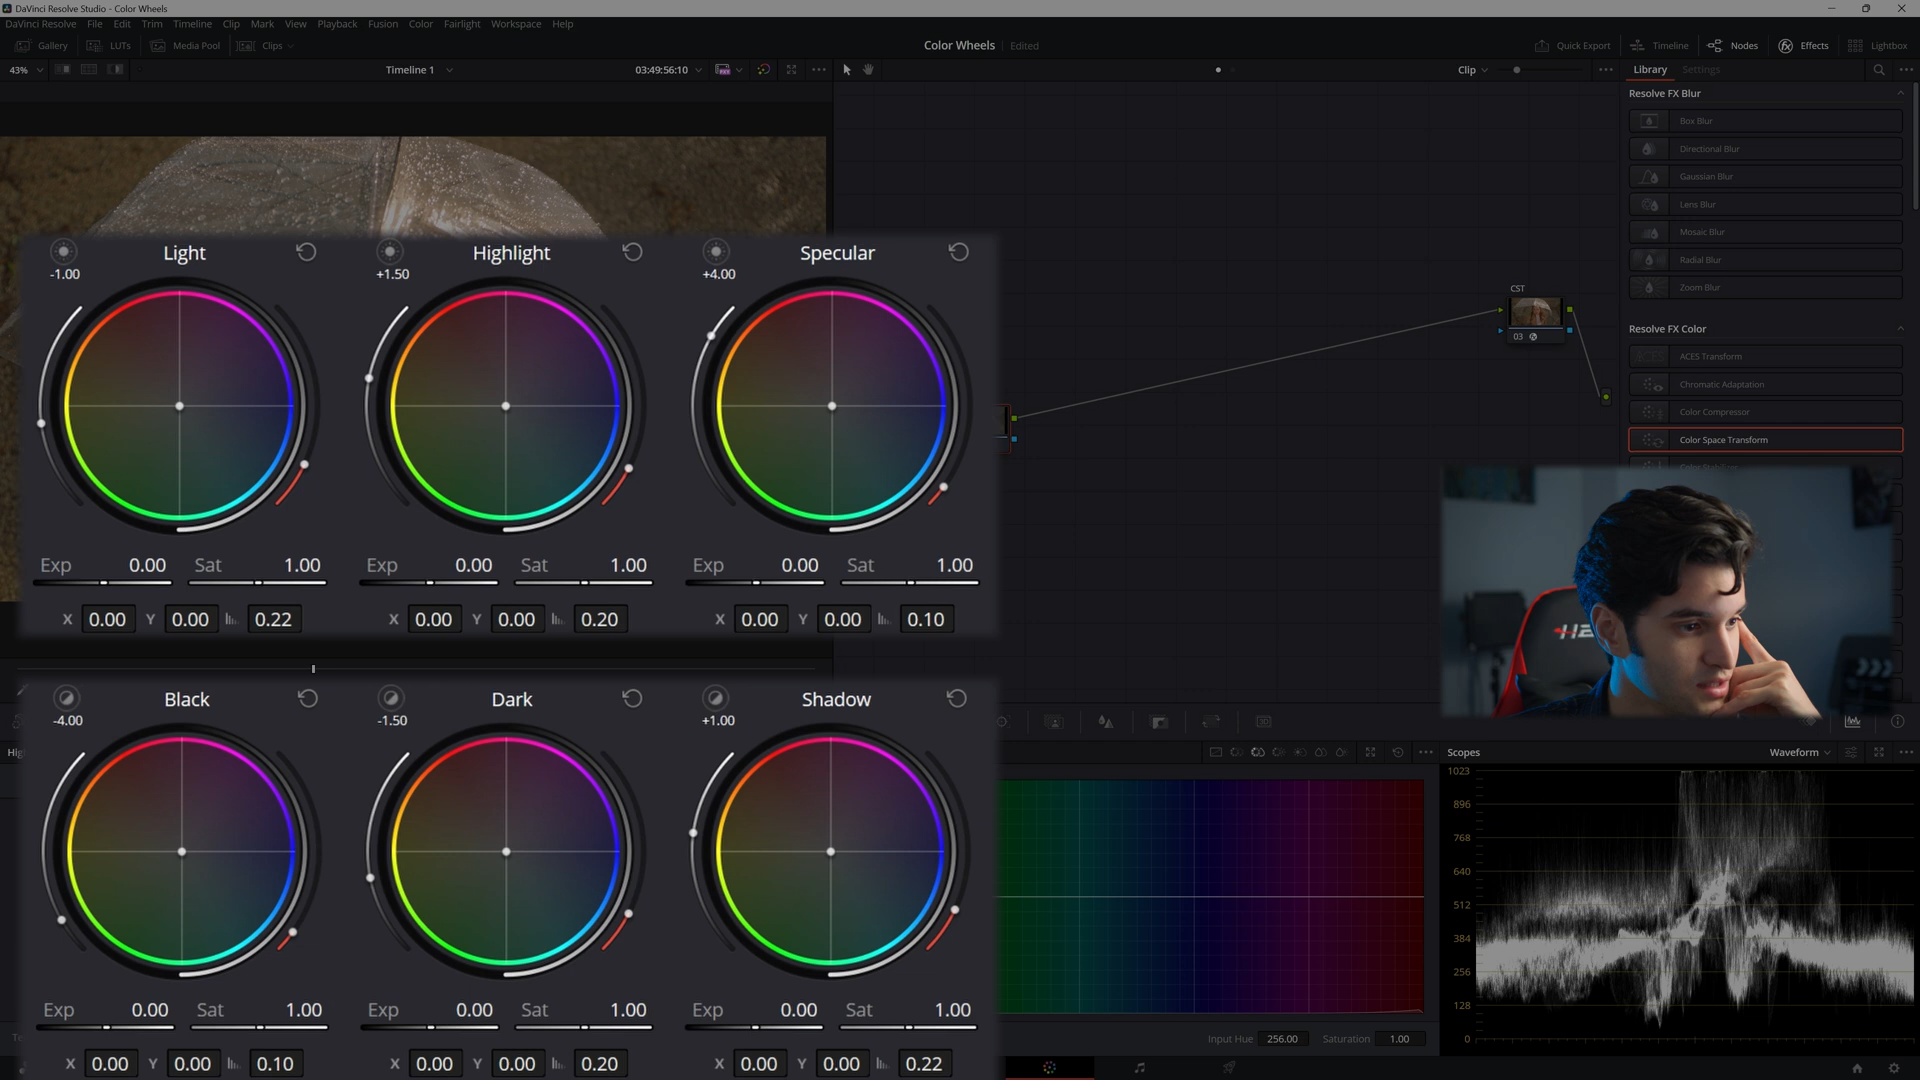 DaVinci Resolve Studio - Color Wheels
DaVinci Resolve File Edit Trim Timeline Clip Mark View Playback Fusion Color Fairlight Workspace Help
Gallery LUTs Media Pool Clips Color Wheels Edited Quick Export Timeline Nodes Effects Lightbox
43% Timeline 1 03:49:56:10 Clip Library Settings
Resolve FX Blur
Box Blur
Directional Blur
Gaussian Blur
Lens Blur
Mosaic Blur
Radial Blur
Zoom Blur
Resolve FX Color
ACES Transform
Chromatic Adaptation
Color Compressor
Color Space Transform
CST
03
Light Highlight Specular
-1.00 +1.50 +4.00
Exp 0.00 Sat 1.00 Exp 0.00 Sat 1.00 Exp 0.00 Sat 1.00
X 0.00 Y 0.00 0.22 X 0.00 Y 0.00 0.20 X 0.00 Y 0.00 0.10
Black Dark Shadow
-4.00 -1.50 +1.00
Exp 0.00 Sat 1.00 Exp 0.00 Sat 1.00 Exp 0.00 Sat 1.00
X 0.00 Y 0.00 0.10 X 0.00 Y 0.00 0.20 X 0.00 Y 0.00 0.22
Scopes Waveform
1023
896
768
640
512
384
256
128
0
Input Hue 256.00 Saturation 1.00